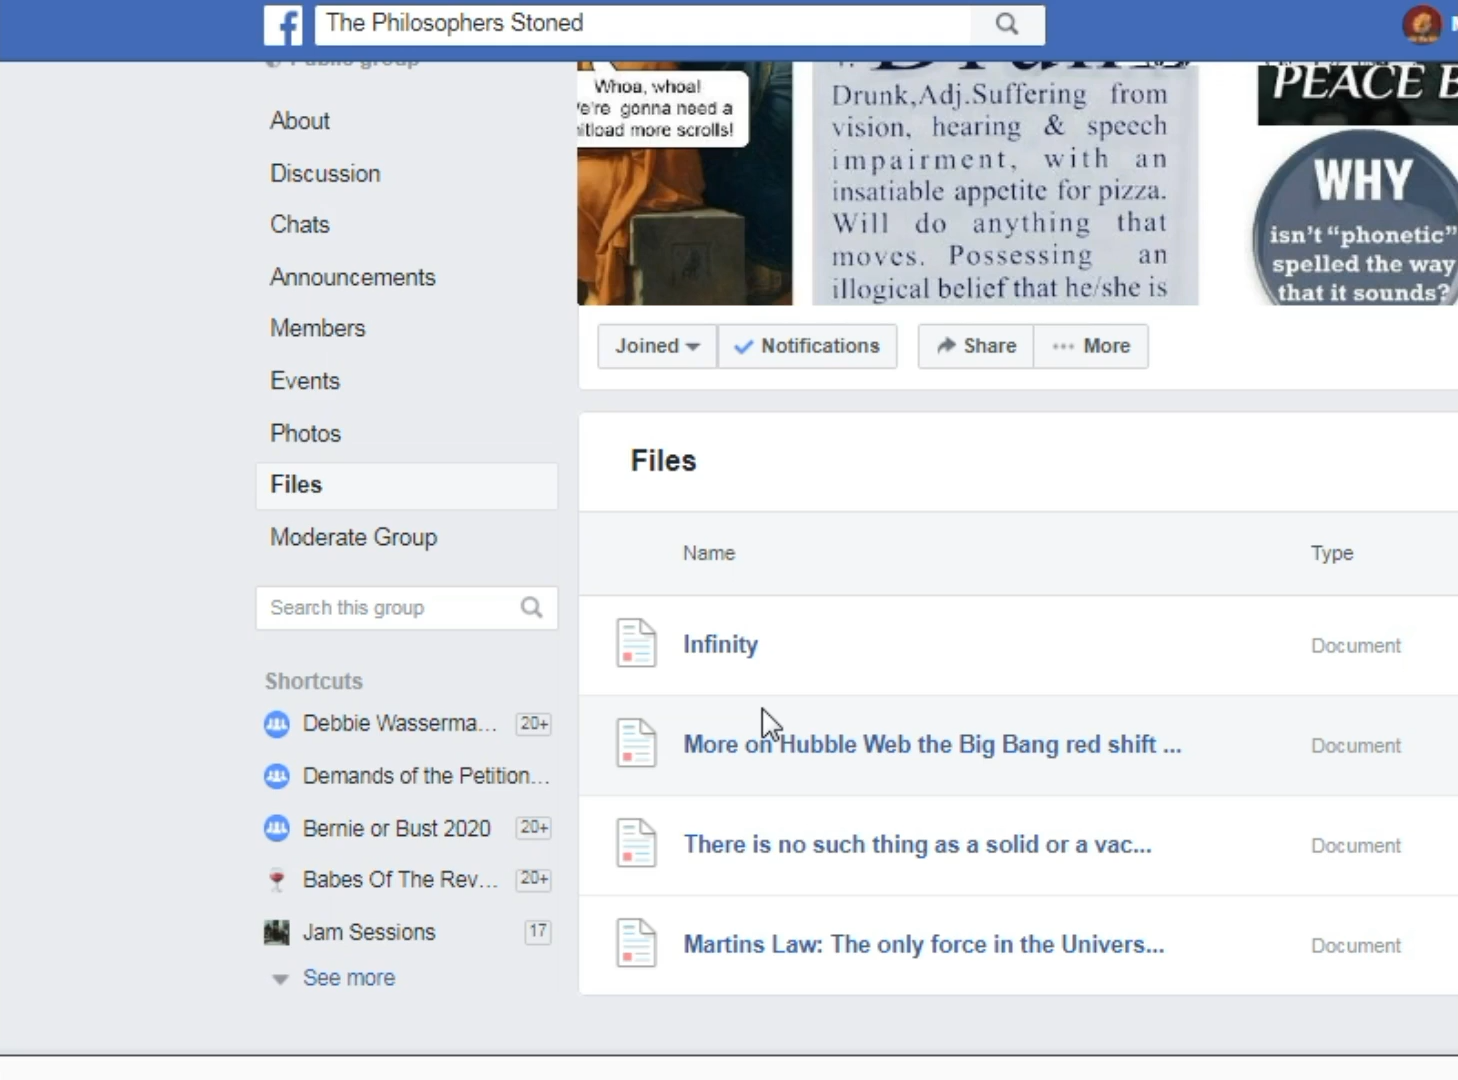 The Philosophers Stoned
Public group
About
Discussion
Chats
Announcements
Members
Events
Photos
Files
Moderate Group
Search this group
Shortcuts
Debbie Wasserma... 20+
Demands of the Petition...
Bernie or Bust 2020 20+
Babes Of The Rev... 20+
Jam Sessions 17
See more
Whoa, whoa!
e're gonna need a
itload more scrolls!
Drunk,Adj.Suffering from
vision, hearing & speech
impairment, with an
insatiable appetite for pizza.
Will do anything that
moves. Possessing an
illogical belief that he/she is
PEACE B
WHY
isn't "phonetic"
spelled the way
that it sounds?
Joined Notifications Share More
Files
Name Type
Infinity Document
More on Hubble Web the Big Bang red shift ... Document
There is no such thing as a solid or a vac... Document
Martins Law: The only force in the Univers... Document